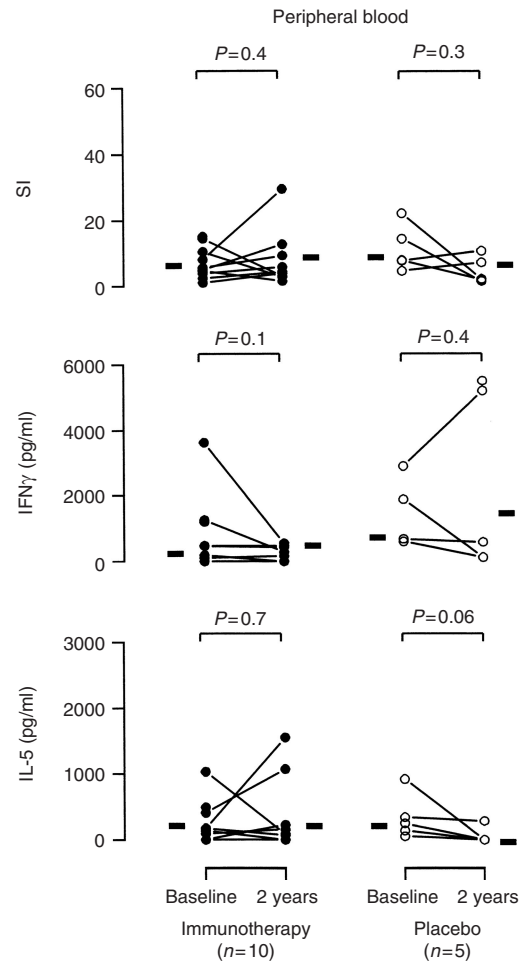 Peripheral blood
P=0.4
P=0.3
60
40
20
0
SI
P=0.1
P=0.4
6000
4000
2000
0
IFNγ (pg/ml)
P=0.7
P=0.06
3000
2000
1000
0
IL-5 (pg/ml)
Baseline 2 years Baseline 2 years
Immunotherapy Placebo
(n=10) (n=5)